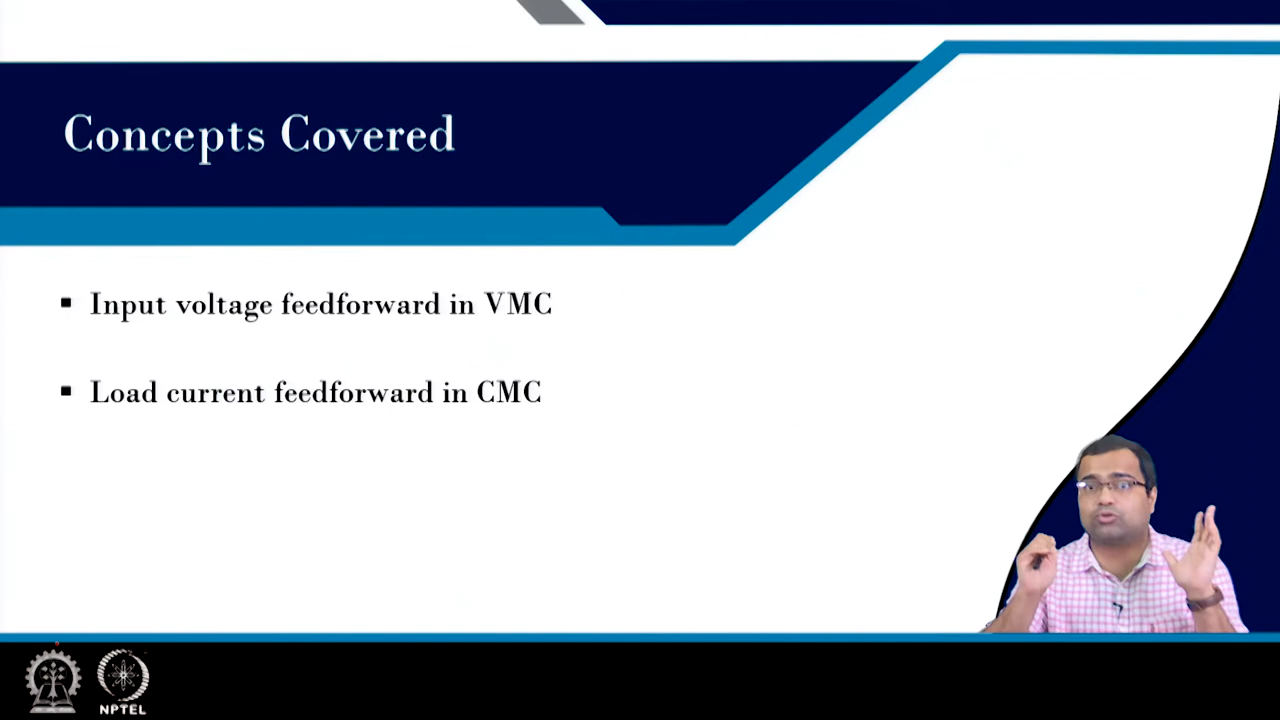 Concepts Covered
▪ Input voltage feedforward in VMC
▪ Load current feedforward in CMC
NPTEL